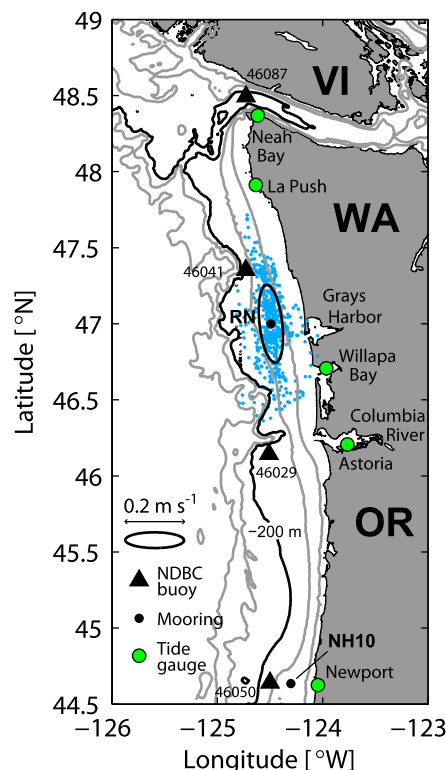 49
48.5
48
47.5
47
46.5
46
45.5
45
44.5
Latitude [ °N]
−126
−125
−124
−123
Longitude [ °W]
46087
VI
Neah
Bay
La Push
WA
46041
RN
Grays
Harbor
Willapa
Bay
Columbia
River
46029
Astoria
OR
0.2 m s⁻¹
−200 m
NDBC
buoy
Mooring
Tide
gauge
NH10
46050
Newport